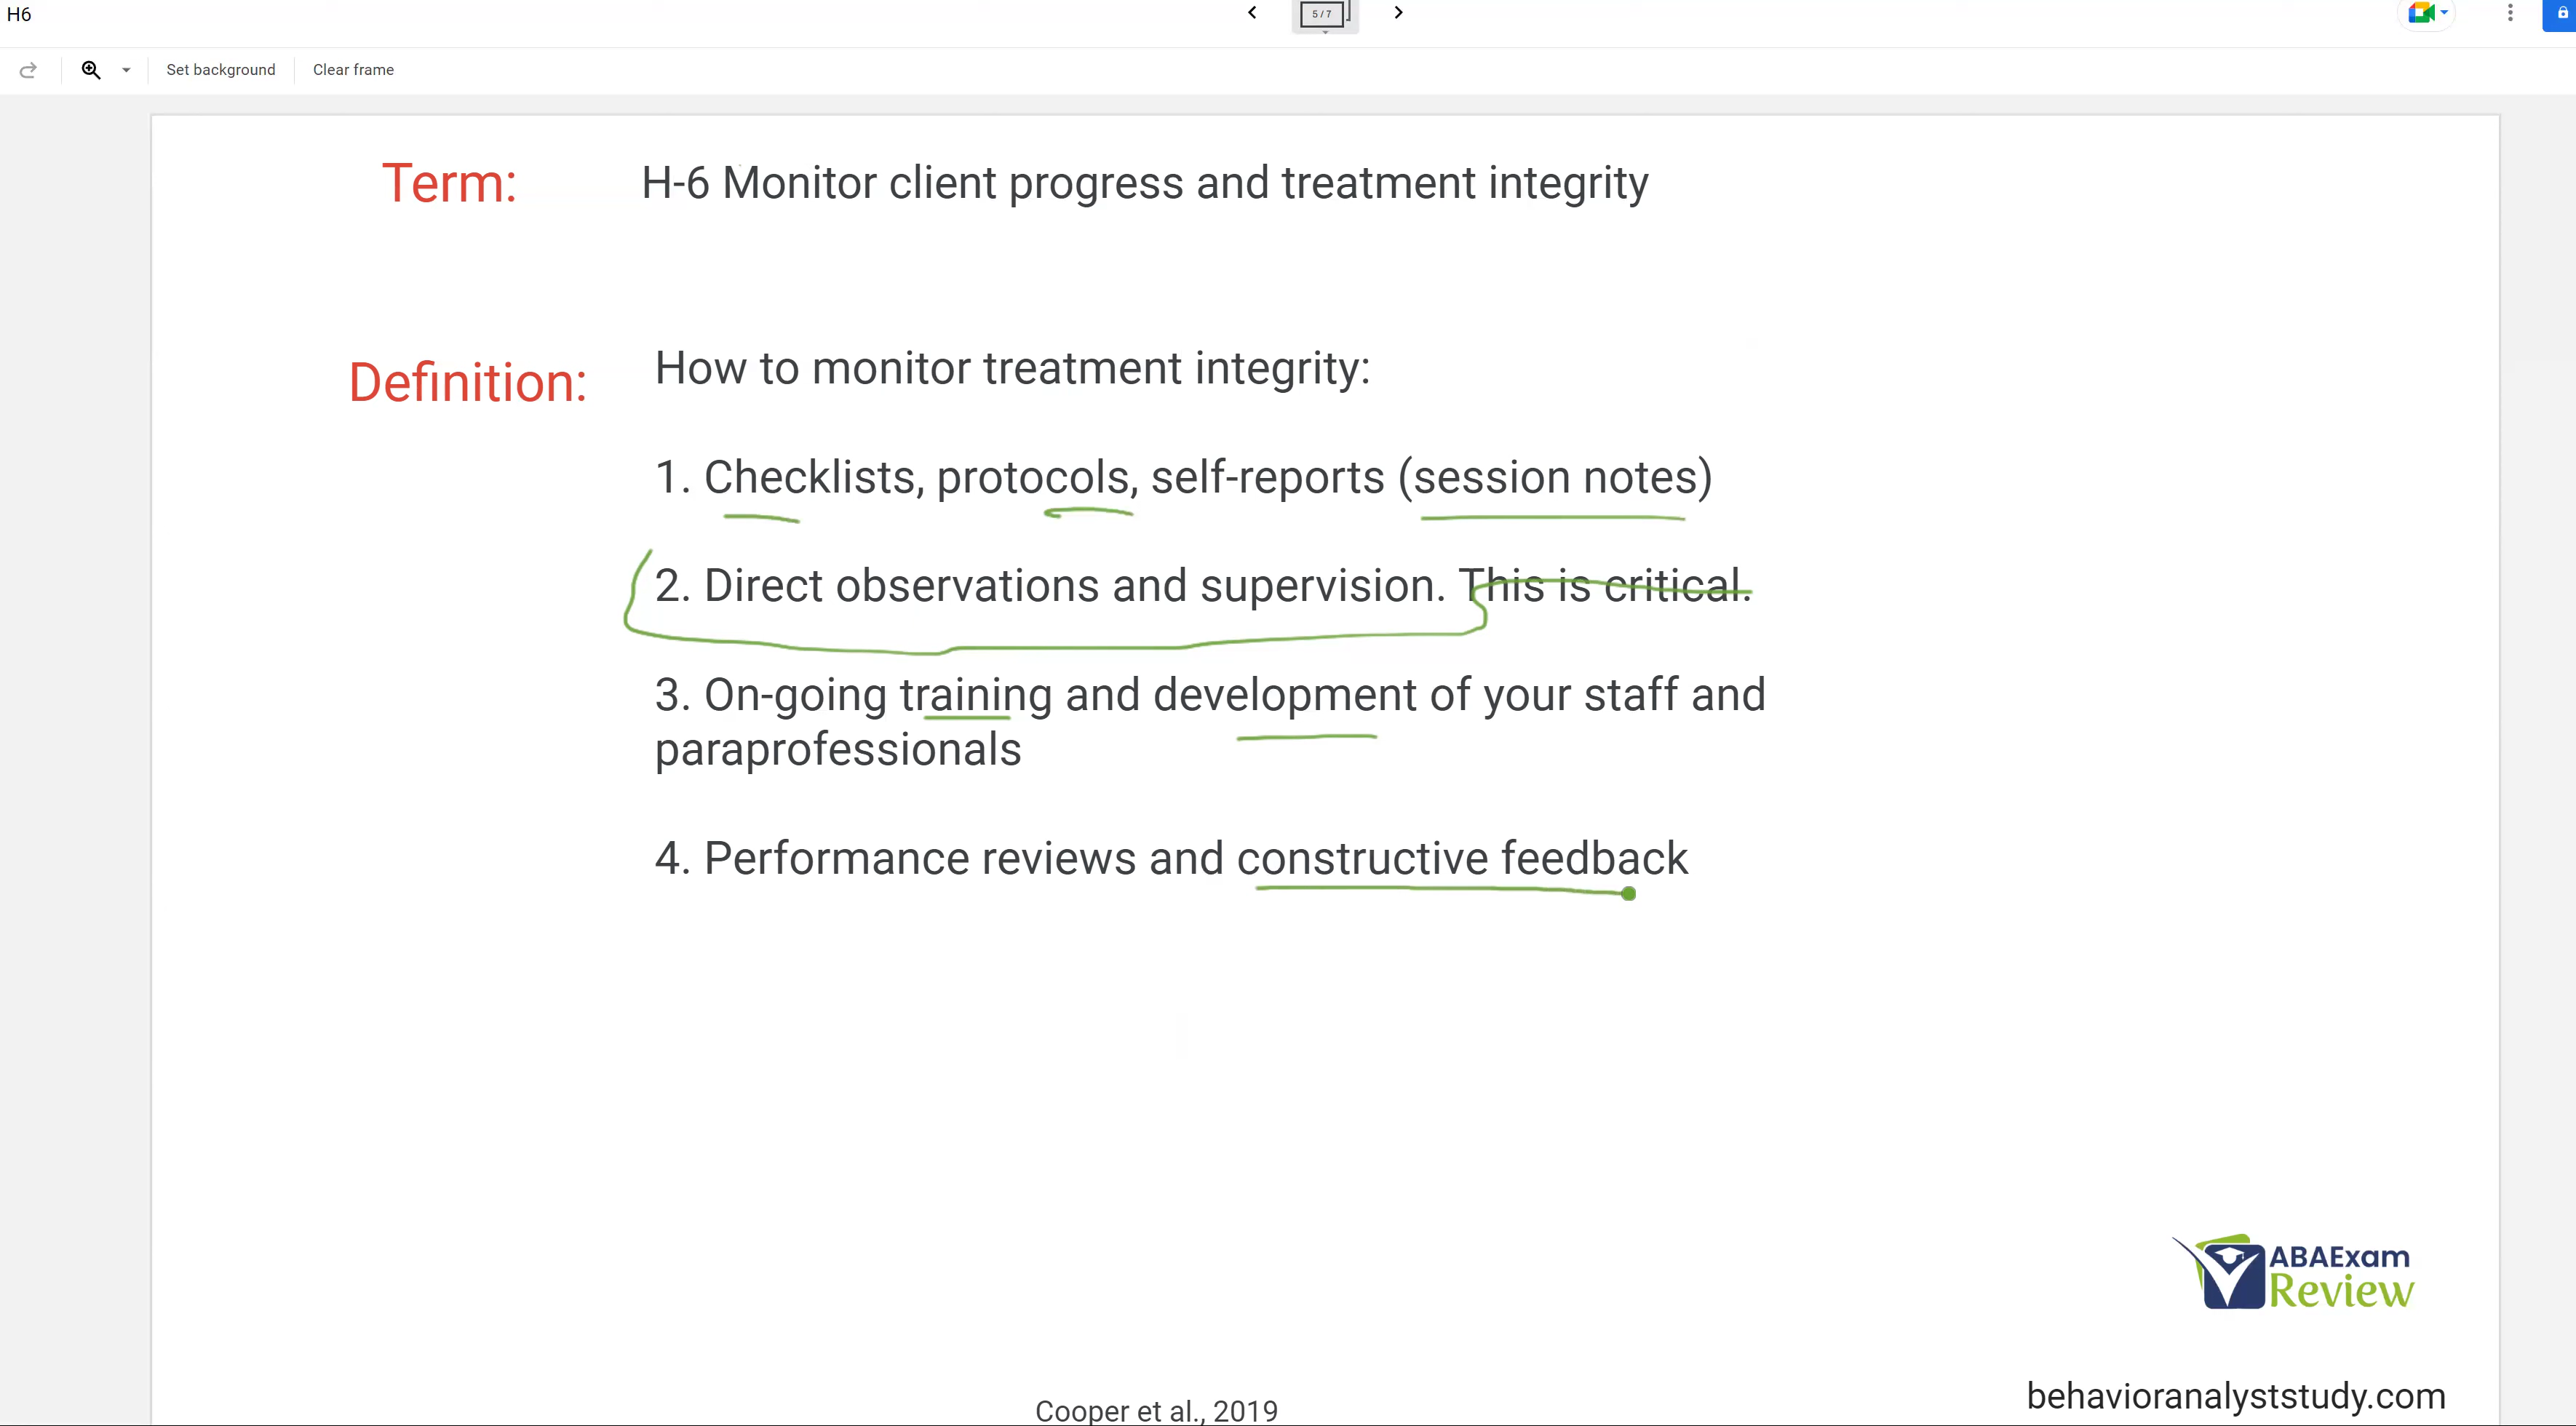 H6
5 / 7
Set background
Clear frame
Term:
H-6 Monitor client progress and treatment integrity
Definition:
How to monitor treatment integrity:
1. Checklists, protocols, self-reports (session notes)
2. Direct observations and supervision. This is critical.
3. On-going training and development of your staff and
paraprofessionals
4. Performance reviews and constructive feedback
ABAExam
Review
behavioranalyststudy.com
Cooper et al., 2019